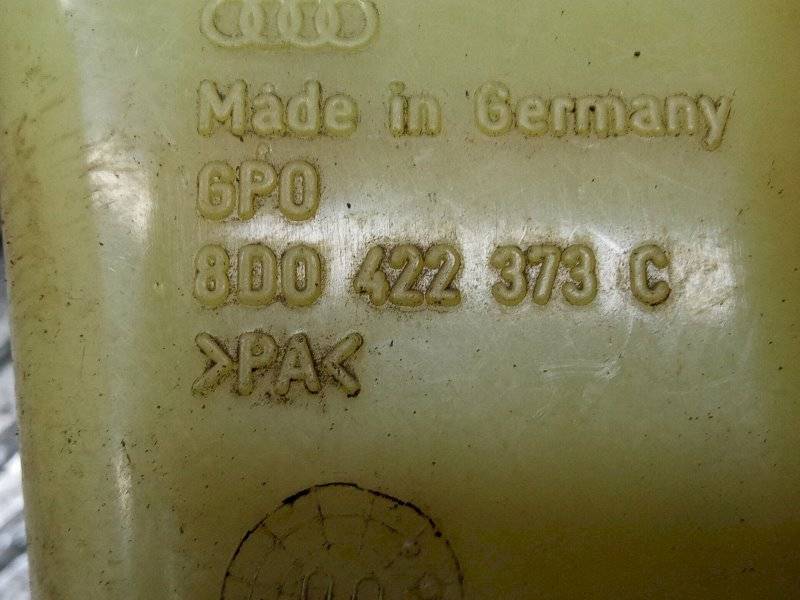 Made in Germany
6P0
8D0 422 373 C
>PA<